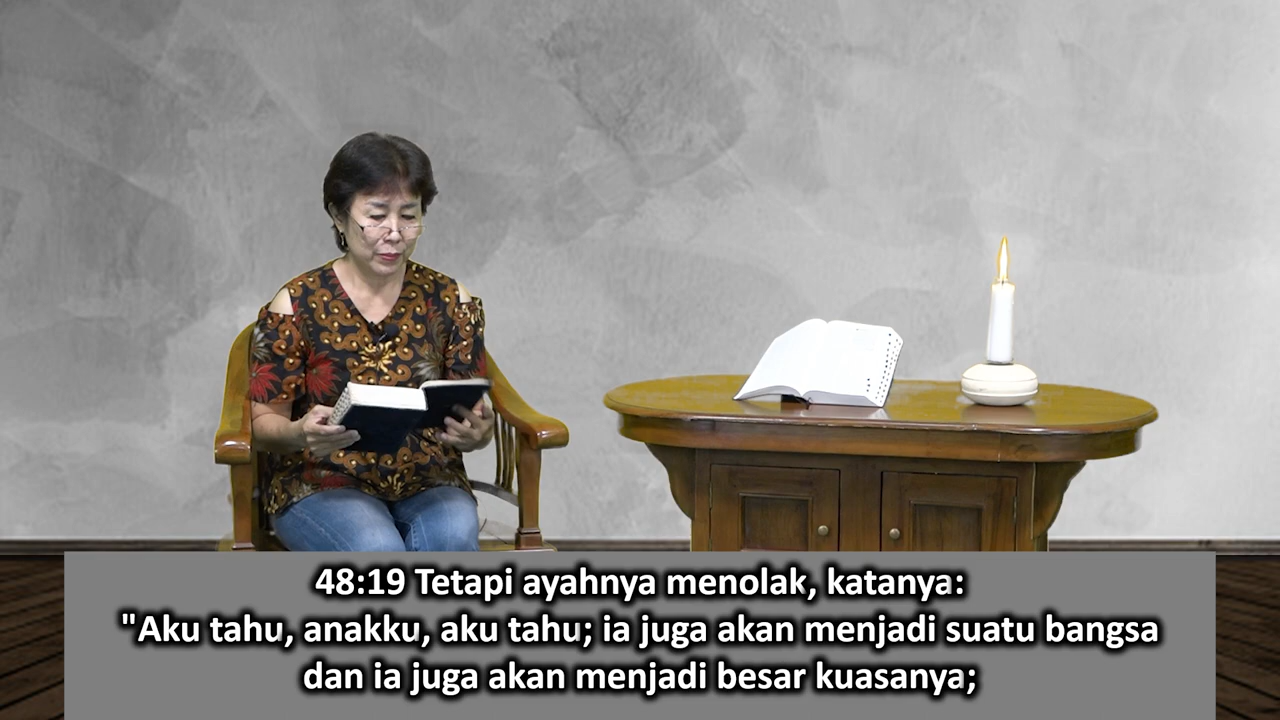 48:19 Tetapi ayahnya menolak, katanya:
"Aku tahu, anakku, aku tahu; ia juga akan menjadi suatu bangsa
dan ia juga akan menjadi besar kuasanya;